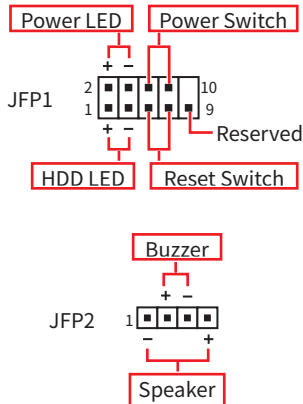 Power LED Power Switch
+ −
2 10
JFP1
1 9
+ − Reserved
HDD LED Reset Switch
Buzzer
+ −
JFP2 1
− +
Speaker